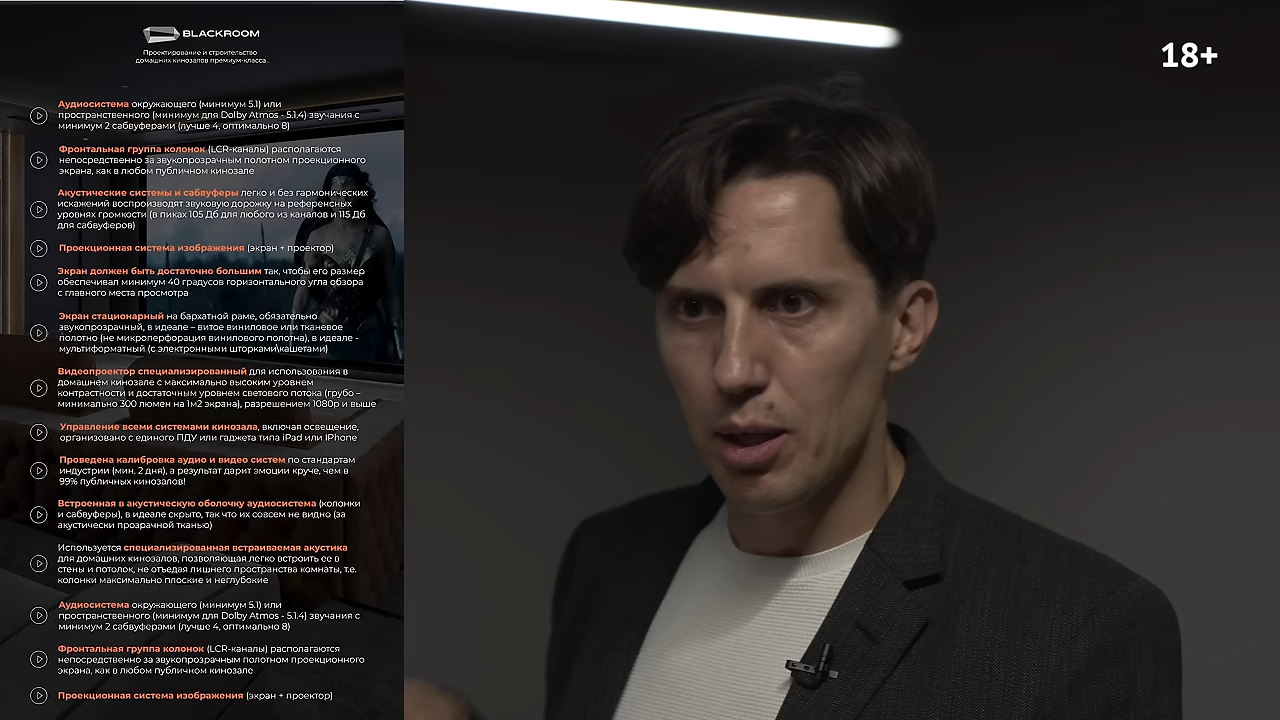 BLACKROOM
Проектирование и строительство
домашних кинозалов премиум-класса
Аудиосистема окружающего (минимум 5.1) или
пространственного (минимум для Dolby Atmos - 5.1.4) звучания с
минимум 2 сабвуферами (лучше 4, оптимально 8)
Фронтальная группа колонок (LCR-каналы) располагаются
непосредственно за звукопрозрачным полотном проекционного
экрана, как в любом публичном кинозале
Акустические системы и сабвуферы легко и без гармонических
искажений воспроизводят звуковую дорожку на референсных
уровнях громкости (в пиках 105 Дб для любого из каналов и 115 Дб
для сабвуферов)
Проекционная система изображения (экран + проектор)
Экран должен быть достаточно большим так, чтобы его размер
обеспечивал минимум 40 градусов горизонтального угла обзора
с главного места просмотра
Экран стационарный на бархатной раме, обязательно
звукопрозрачный, в идеале – витое виниловое или тканевое
полотно (не микроперфорация винилового полотна), в идеале -
мультиформатный (с электронными шторками\кашетами)
Видеопроектор специализированный для использования в
домашнем кинозале с максимально высоким уровнем
контрастности и достаточным уровнем светового потока (грубо –
минимально 300 люмен на 1м2 экрана), разрешением 1080p и выше
Управление всеми системами кинозала, включая освещение,
организовано с единого ПДУ или гаджета типа iPad или IPhone
Проведена калибровка аудио и видео систем по стандартам
индустрии (мин. 2 дня), а результат дарит эмоции круче, чем в
99% публичных кинозалов!
Встроенная в акустическую оболочку аудиосистема (колонки
и сабвуферы), в идеале скрыто, так что их совсем не видно (за
акустически прозрачной тканью)
Используется специализированная встраиваемая акустика
для домашних кинозалов, позволяющая легко встроить ее в
стены и потолок, не отъедая лишнего пространства комнаты, т.е.
колонки максимально плоские и неглубокие
Аудиосистема окружающего (минимум 5.1) или
пространственного (минимум для Dolby Atmos - 5.1.4) звучания с
минимум 2 сабвуферами (лучше 4, оптимально 8)
Фронтальная группа колонок (LCR-каналы) располагаются
непосредственно за звукопрозрачным полотном проекционного
экрана, как в любом публичном кинозале
Проекционная система изображения (экран + проектор)
18+